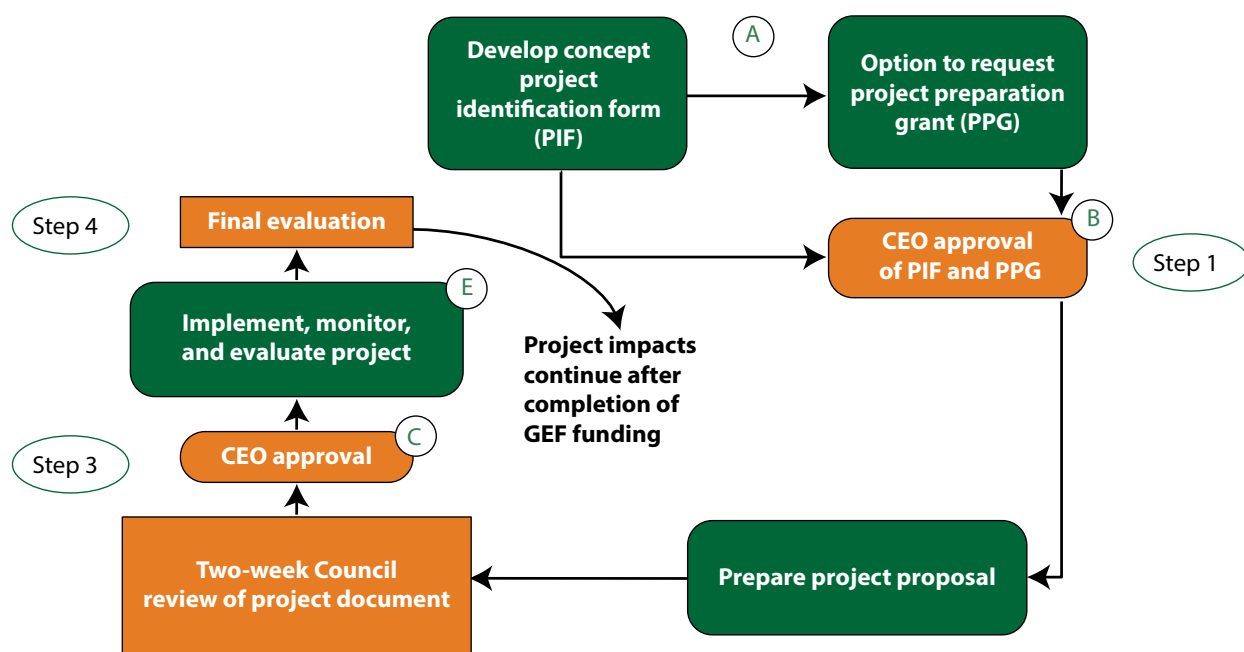 Develop concept
project
identification form
(PIF)
A
Option to request
project preparation
grant (PPG)
B
CEO approval
of PIF and PPG
Step 1
Step 4
Final evaluation
E
Implement, monitor,
and evaluate project
Project impacts
continue after
completion of
GEF funding
Step 3
C
CEO approval
Two-week Council
review of project document
Prepare project proposal